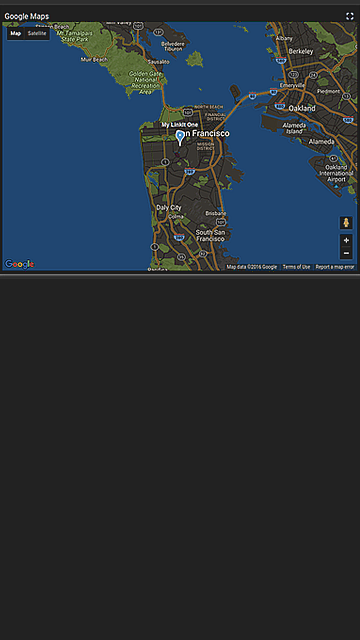 Google Maps
Map
Satellite
Mt Tamalpais
State Park
Muir Beach
Belvedere
Tiburon
Sausalito
Golden Gate
National
Recreation
Area
Albany
Berkeley
Emeryville
Piedmont
Oakland
Alameda
Island
Alameda
Oakland
International
Airport
NORTH BEACH
FINANCIAL
DISTRICT
My LinkIt One
San Francisco
MISSION
DISTRICT
Daly City
Colma
Brisbane
South San
Francisco
Pacifica
Google
Map data ©2016 Google
Terms of Use
Report a map error